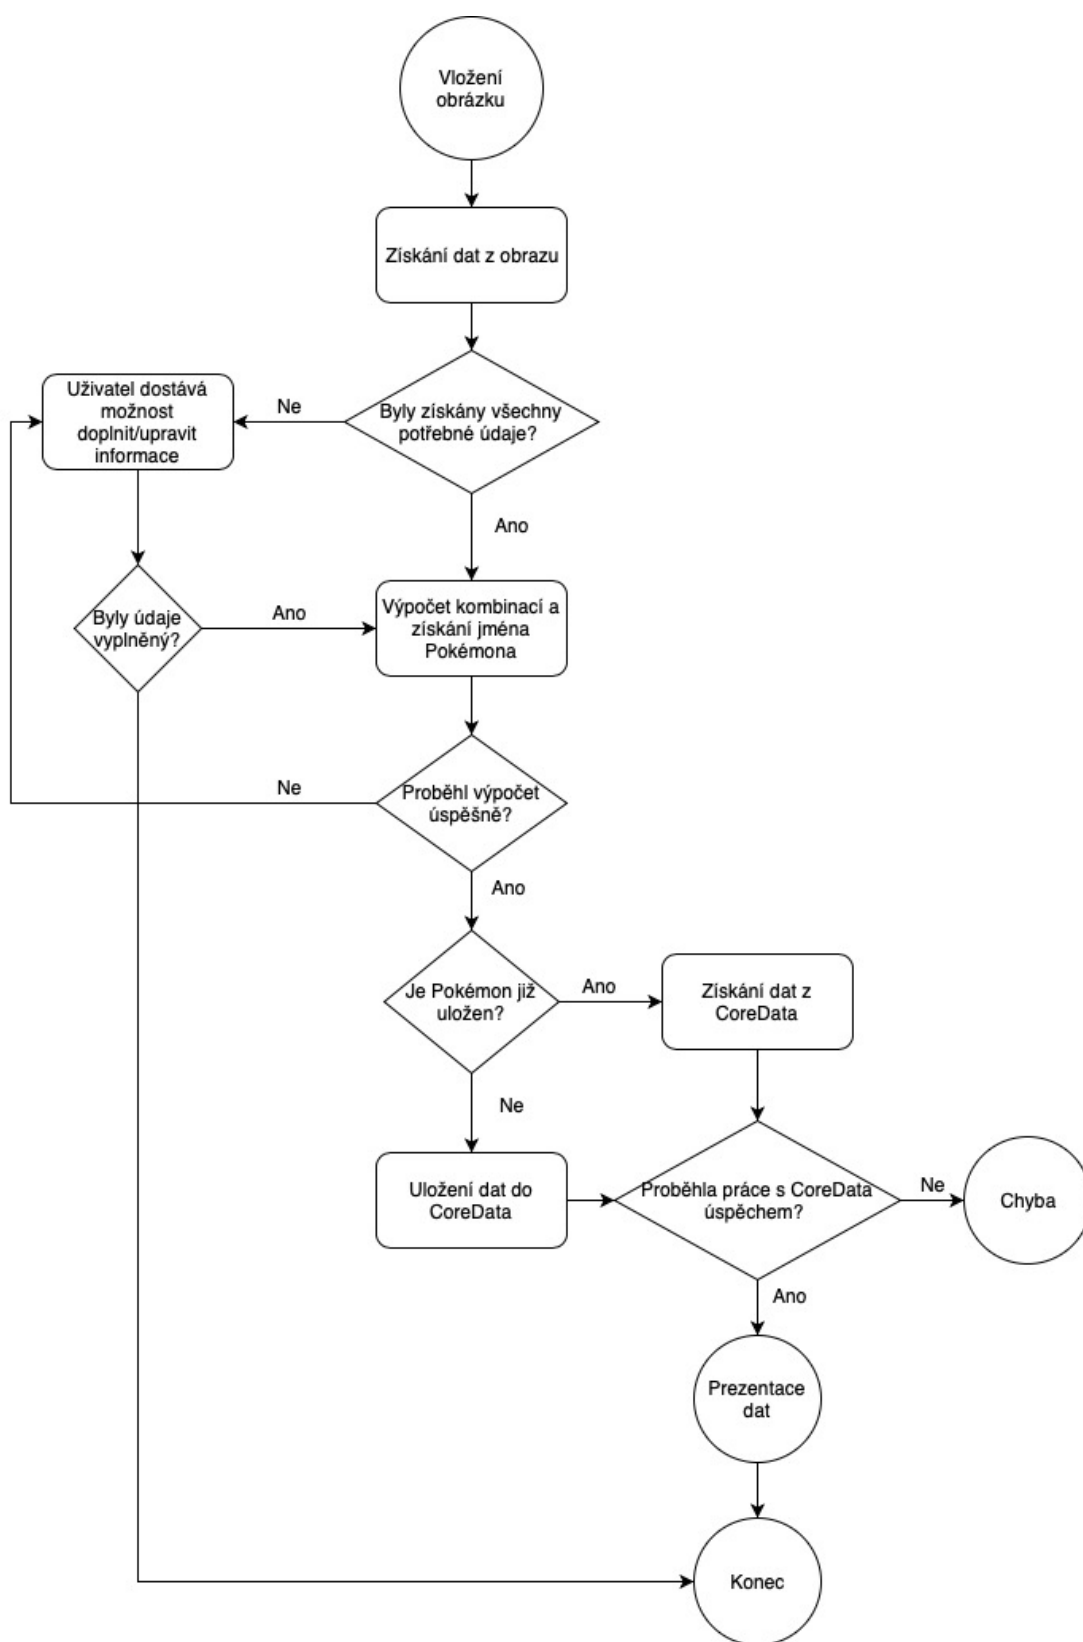 Vložení
obrázku
Získání dat z obrazu
Byly získány všechny
potřebné údaje?
Ne
Uživatel dostává
možnost
doplnit/upravit
informace
Ano
Byly údaje
vyplněný?
Ano
Výpočet kombinací a
získání jména
Pokémona
Proběhl výpočet
úspěšně?
Ne
Ano
Je Pokémon již
uložen?
Ano
Získání dat z
CoreData
Ne
Uložení dat do
CoreData
Proběhla práce s CoreData
úspěchem?
Ne
Chyba
Ano
Prezentace
dat
Konec